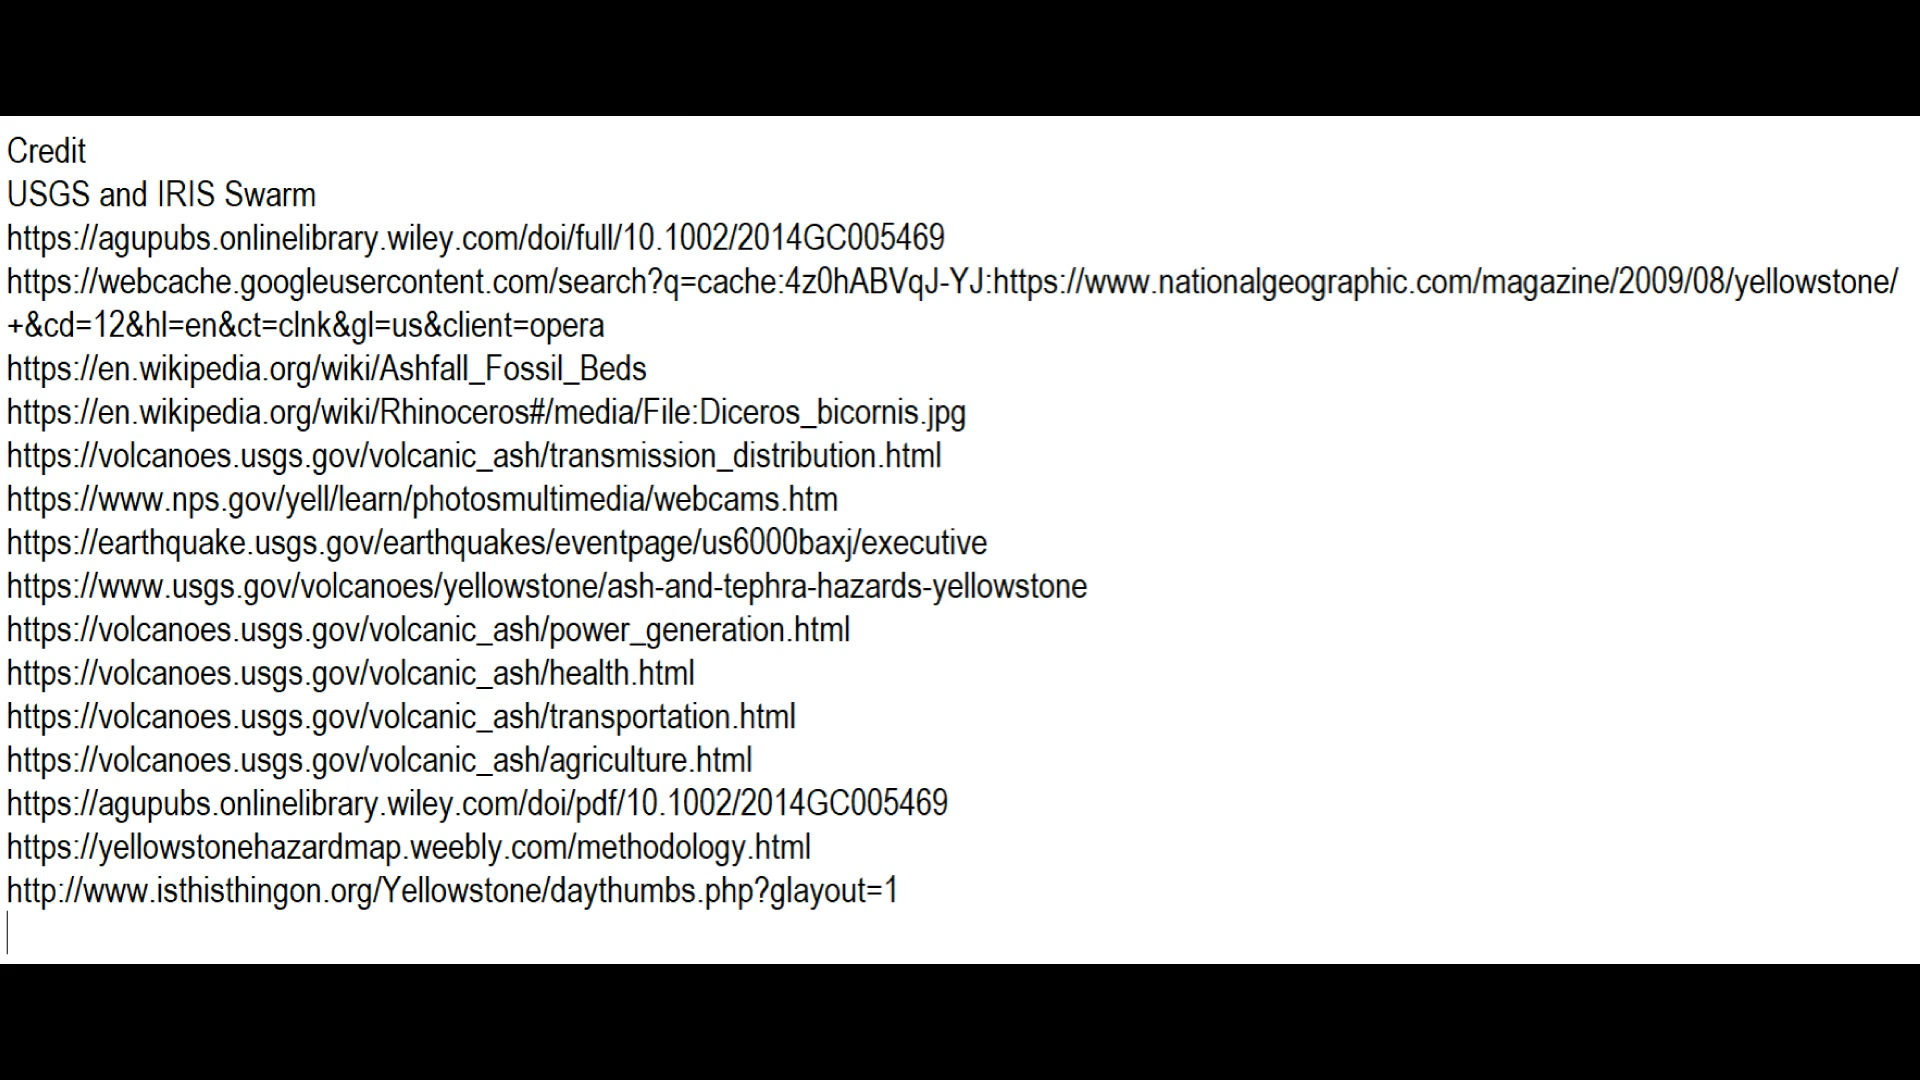 Credit
USGS and IRIS Swarm
https://agupubs.onlinelibrary.wiley.com/doi/full/10.1002/2014GC005469
https://webcache.googleusercontent.com/search?q=cache:4z0hABVqJ-YJ:https://www.nationalgeographic.com/magazine/2009/08/yellowstone/
+&cd=12&hl=en&ct=clnk&gl=us&client=opera
https://en.wikipedia.org/wiki/Ashfall_Fossil_Beds
https://en.wikipedia.org/wiki/Rhinoceros#/media/File:Diceros_bicornis.jpg
https://volcanoes.usgs.gov/volcanic_ash/transmission_distribution.html
https://www.nps.gov/yell/learn/photosmultimedia/webcams.htm
https://earthquake.usgs.gov/earthquakes/eventpage/us6000baxj/executive
https://www.usgs.gov/volcanoes/yellowstone/ash-and-tephra-hazards-yellowstone
https://volcanoes.usgs.gov/volcanic_ash/power_generation.html
https://volcanoes.usgs.gov/volcanic_ash/health.html
https://volcanoes.usgs.gov/volcanic_ash/transportation.html
https://volcanoes.usgs.gov/volcanic_ash/agriculture.html
https://agupubs.onlinelibrary.wiley.com/doi/pdf/10.1002/2014GC005469
https://yellowstonehazardmap.weebly.com/methodology.html
http://www.isthisthingon.org/Yellowstone/daythumbs.php?glayout=1